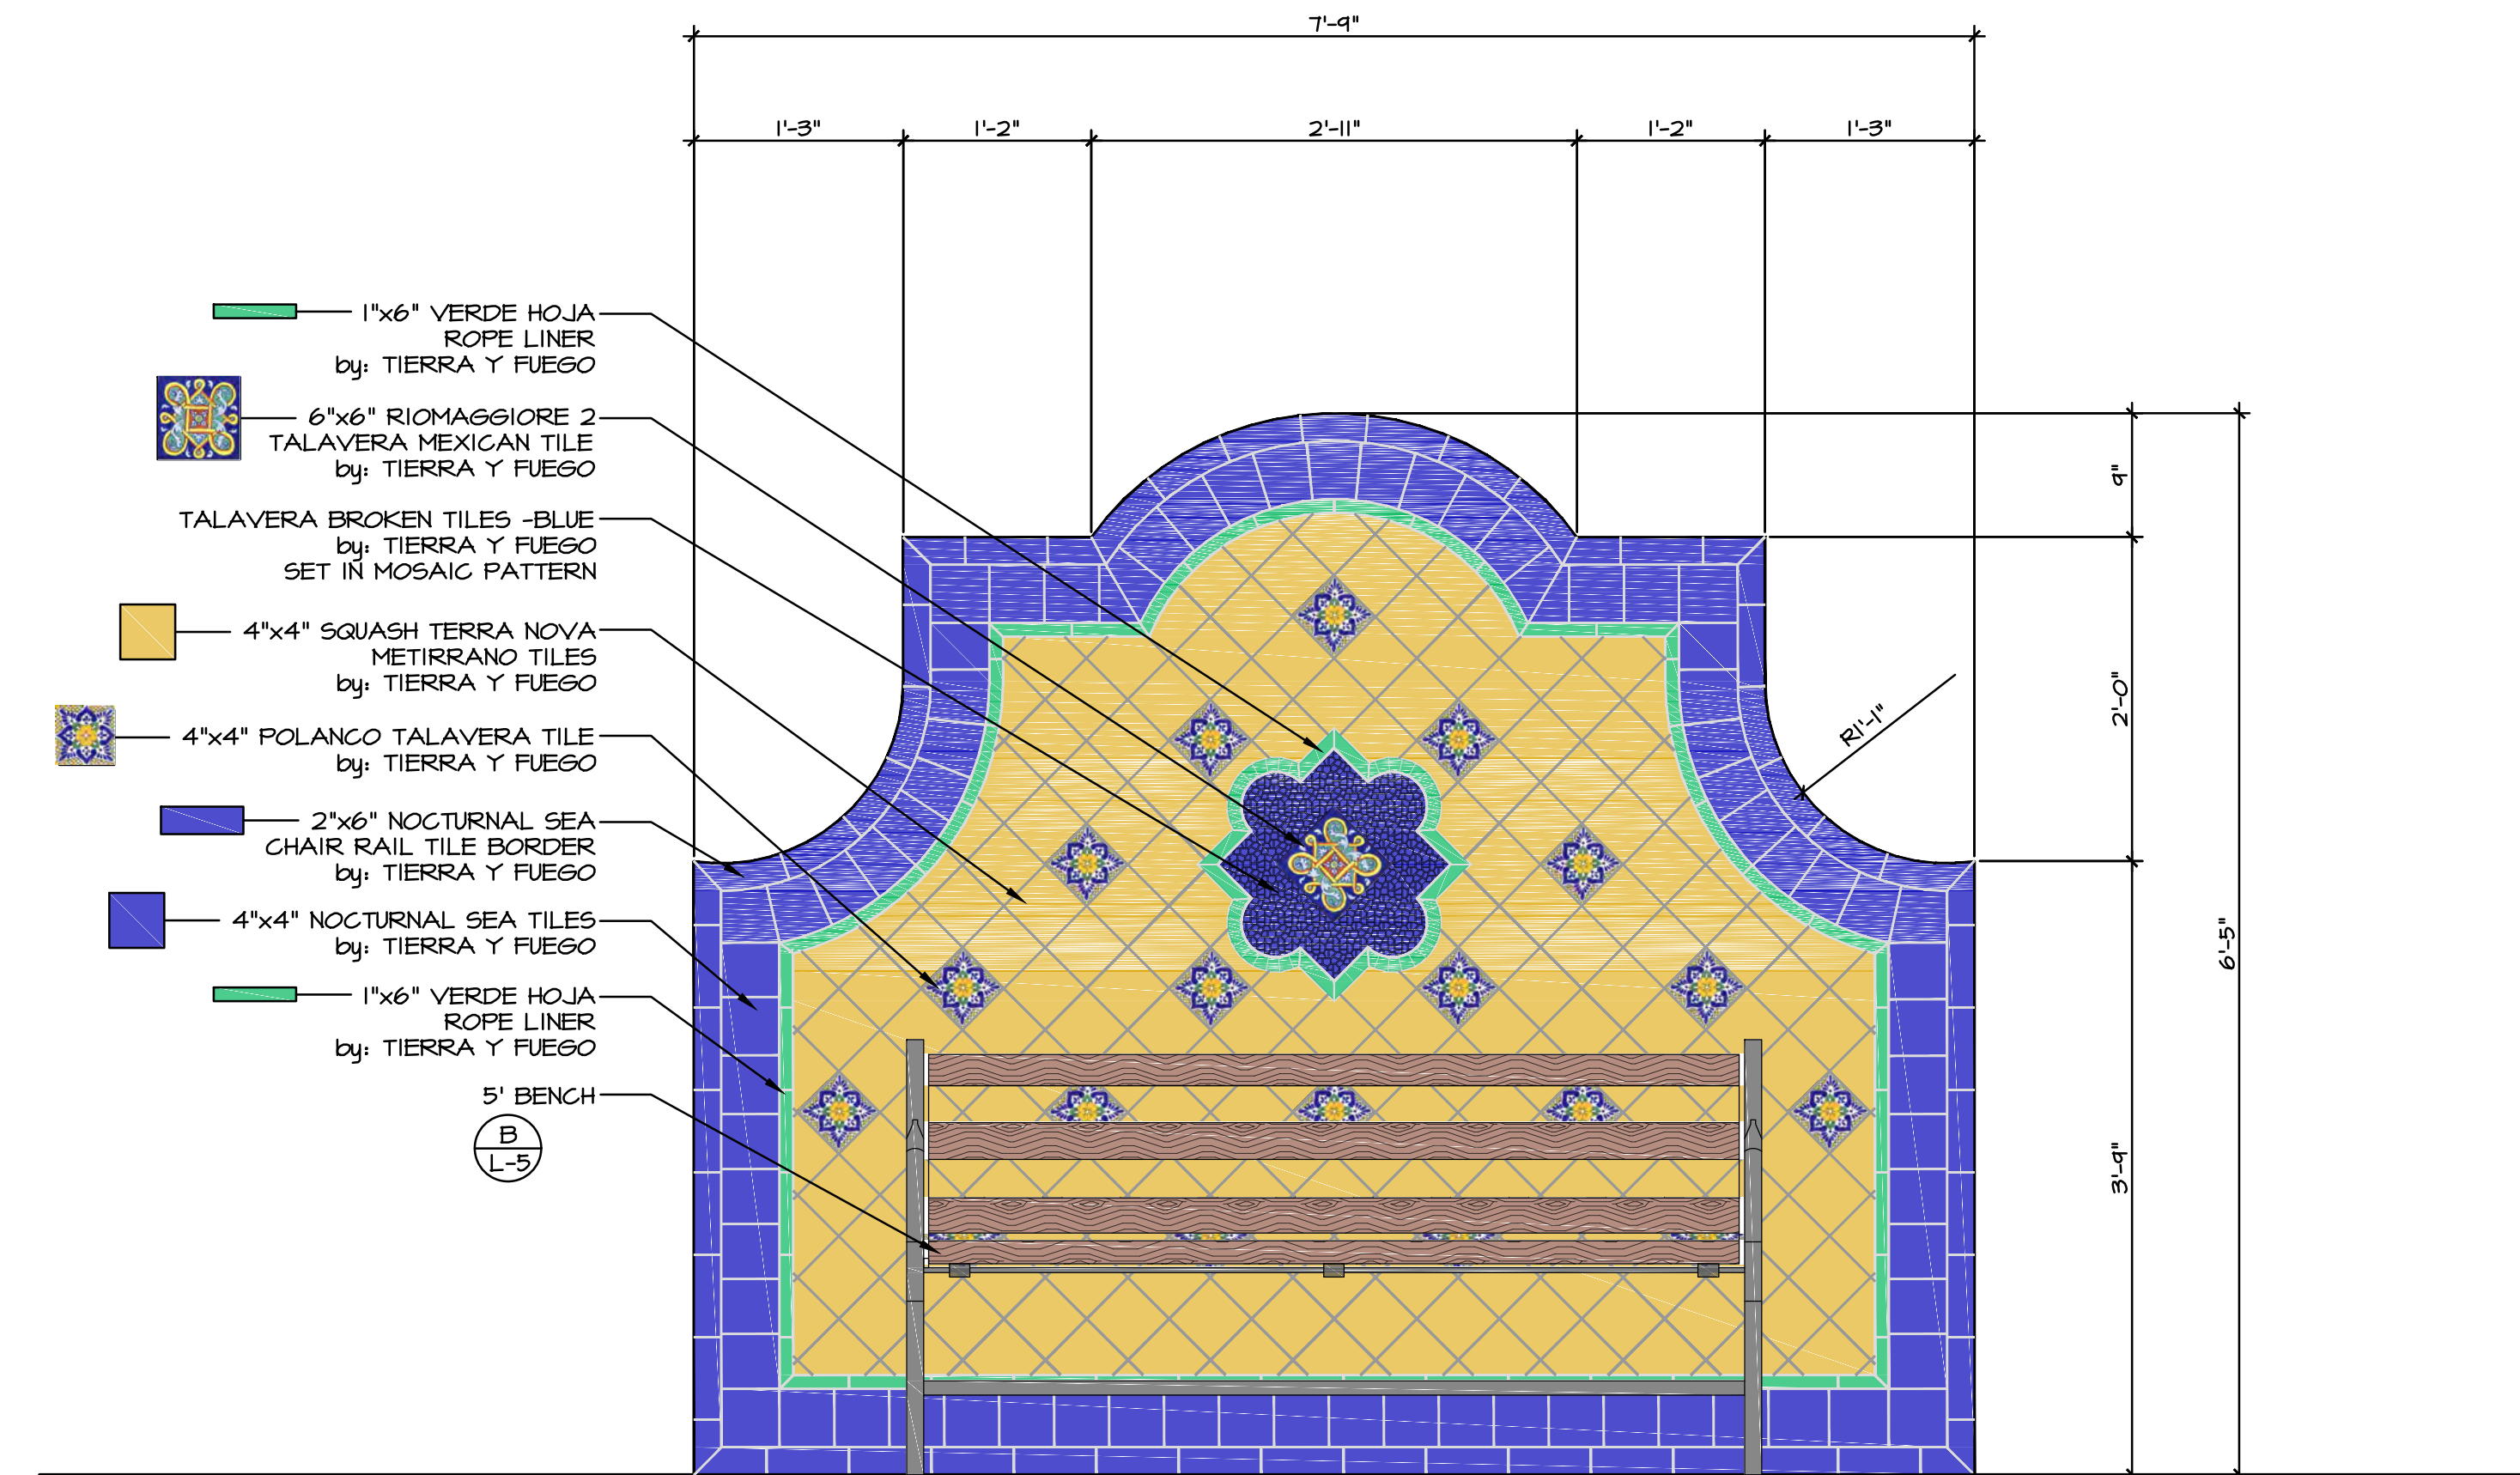 7'-9"
1'-3"
1'-2"
2'-11"
1'-2"
1'-3"
1"x6" VERDE HOJA
ROPE LINER
by: TIERRA Y FUEGO
6"x6" RIOMAGGIORE 2
TALAVERA MEXICAN TILE
by: TIERRA Y FUEGO
TALAVERA BROKEN TILES -BLUE
by: TIERRA Y FUEGO
SET IN MOSAIC PATTERN
4"x4" SQUASH TERRA NOVA
METIRRANO TILES
by: TIERRA Y FUEGO
4"x4" POLANCO TALAVERA TILE
by: TIERRA Y FUEGO
2"x6" NOCTURNAL SEA
CHAIR RAIL TILE BORDER
by: TIERRA Y FUEGO
4"x4" NOCTURNAL SEA TILES
by: TIERRA Y FUEGO
1"x6" VERDE HOJA
ROPE LINER
by: TIERRA Y FUEGO
5' BENCH
B
L-5
R1'-1"
9"
2'-0"
3'-9"
6'-5"